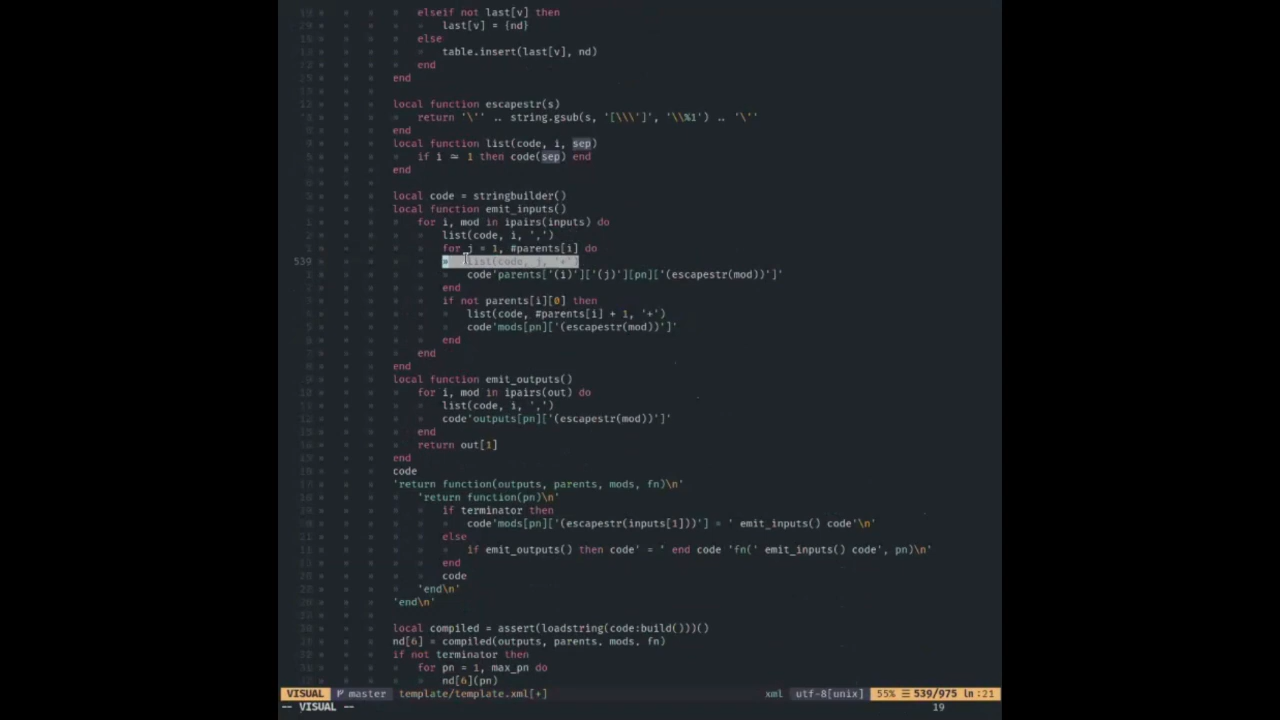 elseif not last[v] then
last[v] = {nd}
else
table.insert(last[v], nd)
end
end
local function escapestr(s)
return '\'' .. string.gsub(s, '[\\\']', '\\%1') .. '\''
end
local function list(code, i, sep)
if i ~= 1 then code(sep) end
end
local code = stringbuilder()
local function emit_inputs()
for i, mod in ipairs(inputs) do
list(code, i, ',')
for j = 1, #parents[i] do
539 list(code, j, '+')
code'parents['(i)']['(j)'][pn]['(escapestr(mod))']'
end
if not parents[i][0] then
list(code, #parents[i] + 1, '+')
code'mods[pn]['(escapestr(mod))']'
end
end
end
local function emit_outputs()
for i, mod in ipairs(out) do
list(code, i, ',')
code'outputs[pn]['(escapestr(mod))']'
end
return out[1]
end
code
'return function(outputs, parents, mods, fn)\n'
'return function(pn)\n'
if terminator then
code'mods[pn]['(escapestr(inputs[1]))'] = ' emit_inputs() code'\n'
else
if emit_outputs() then code' = ' end code 'fn(' emit_inputs() code', pn)\n'
end
code
'end\n'
'end\n'
local compiled = assert(loadstring(code:build()))()
nd[6] = compiled(outputs, parents, mods, fn)
if not terminator then
for pn = 1, max_pn do
nd[6](pn)
VISUAL master template/template.xml[+] xml utf-8[unix] 55% ☰ 539/975 ln :21
-- VISUAL -- 19